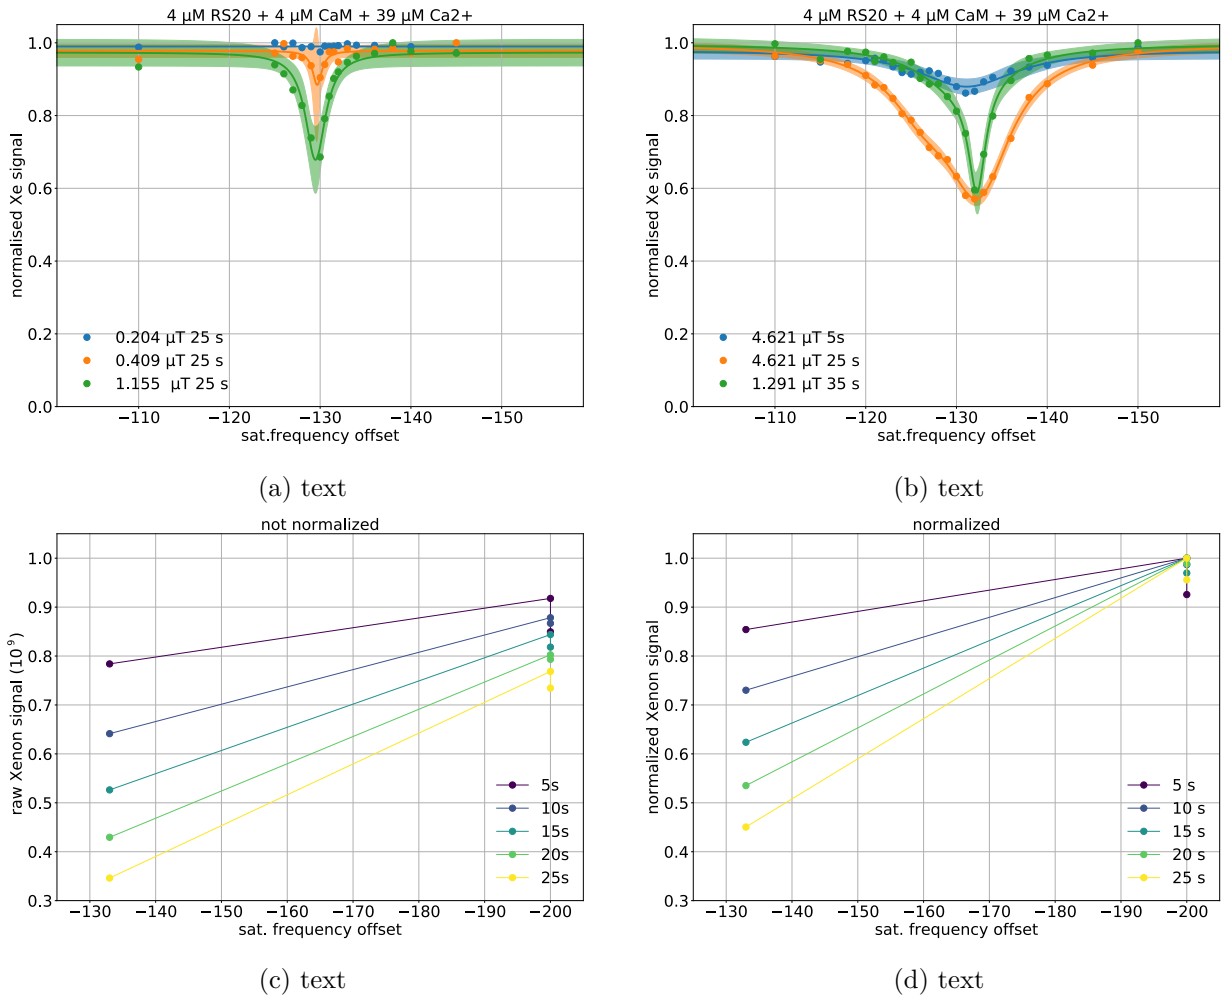 4 µM RS20 + 4 µM CaM + 39 µM Ca2+
normalised Xe signal
1.0
0.8
0.6
0.4
0.2
0.0
0.204 µT 25 s
0.409 µT 25 s
1.155  µT 25 s
−110 −120 −130 −140 −150
sat.frequency offset
(a) text
4 µM RS20 + 4 µM CaM + 39 µM Ca2+
normalised Xe signal
1.0
0.8
0.6
0.4
0.2
0.0
4.621 µT 5s
4.621 µT 25 s
1.291 µT 35 s
−110 −120 −130 −140 −150
sat.frequency offset
(b) text
not normalized
raw Xenon signal (10⁹)
1.0
0.9
0.8
0.7
0.6
0.5
0.4
0.3
5s
10s
15s
20s
25s
−130 −140 −150 −160 −170 −180 −190 −200
sat. frequency offset
(c) text
normalized
normalized Xenon signal
1.0
0.9
0.8
0.7
0.6
0.5
0.4
0.3
5 s
10 s
15 s
20 s
25 s
−130 −140 −150 −160 −170 −180 −190 −200
sat. frequency offset
(d) text